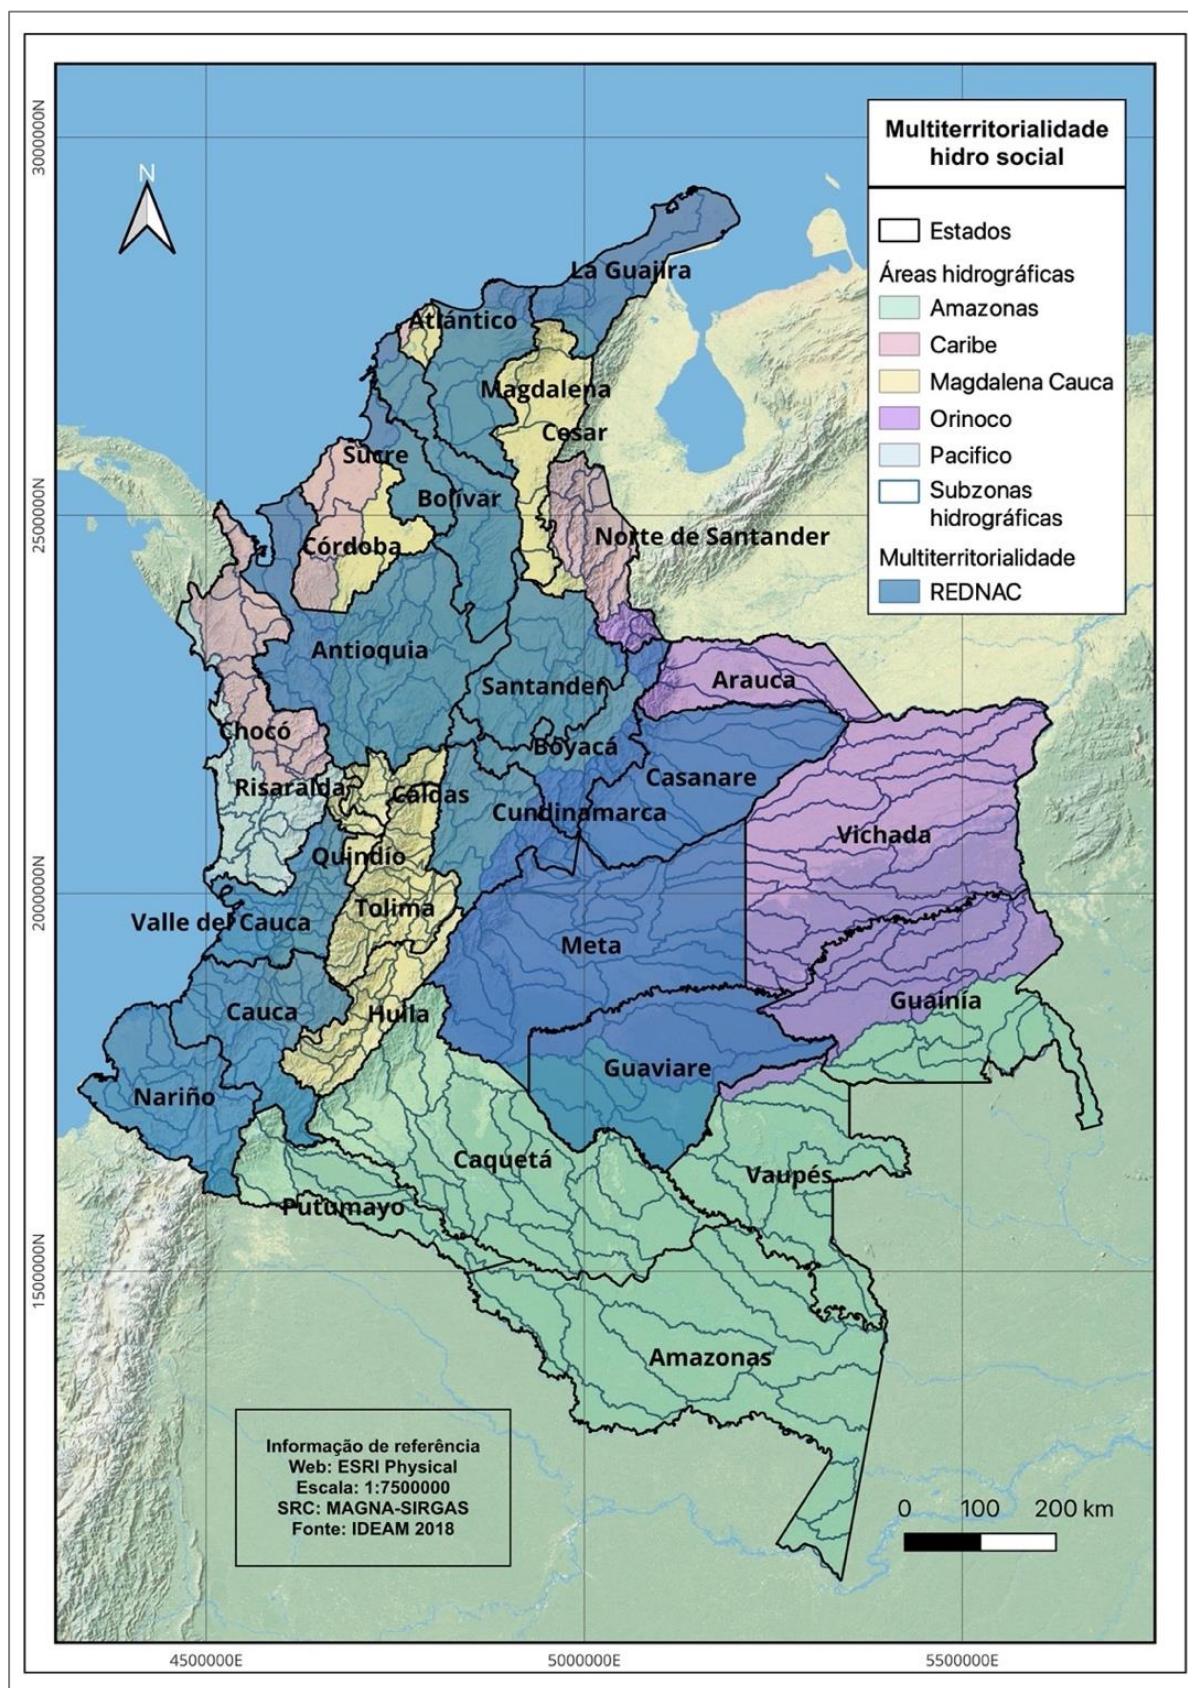 Multiterritorialidade
hidro social
Estados
Áreas hidrográficas
Amazonas
Caribe
Magdalena Cauca
Orinoco
Pacifico
Subzonas
hidrográficas
Multiterritorialidade
REDNAC
N
3000000N
2500000N
2000000N
1500000N
La Guajira
Atlántico
Magdalena
Cesar
Sucre
Bolívar
Norte de Santander
Córdoba
Antioquia
Santander
Arauca
Chocó
Boyacá
Casanare
Risaralda
Caldas
Cundinamarca
Vichada
Quindío
Tolima
Valle del Cauca
Meta
Guainía
Cauca
Huila
Guaviare
Nariño
Caquetá
Vaupés
Putumayo
Amazonas
Informação de referência
Web: ESRI Physical
Escala: 1:7500000
SRC: MAGNA-SIRGAS
Fonte: IDEAM 2018
0 100 200 km
4500000E 5000000E 5500000E